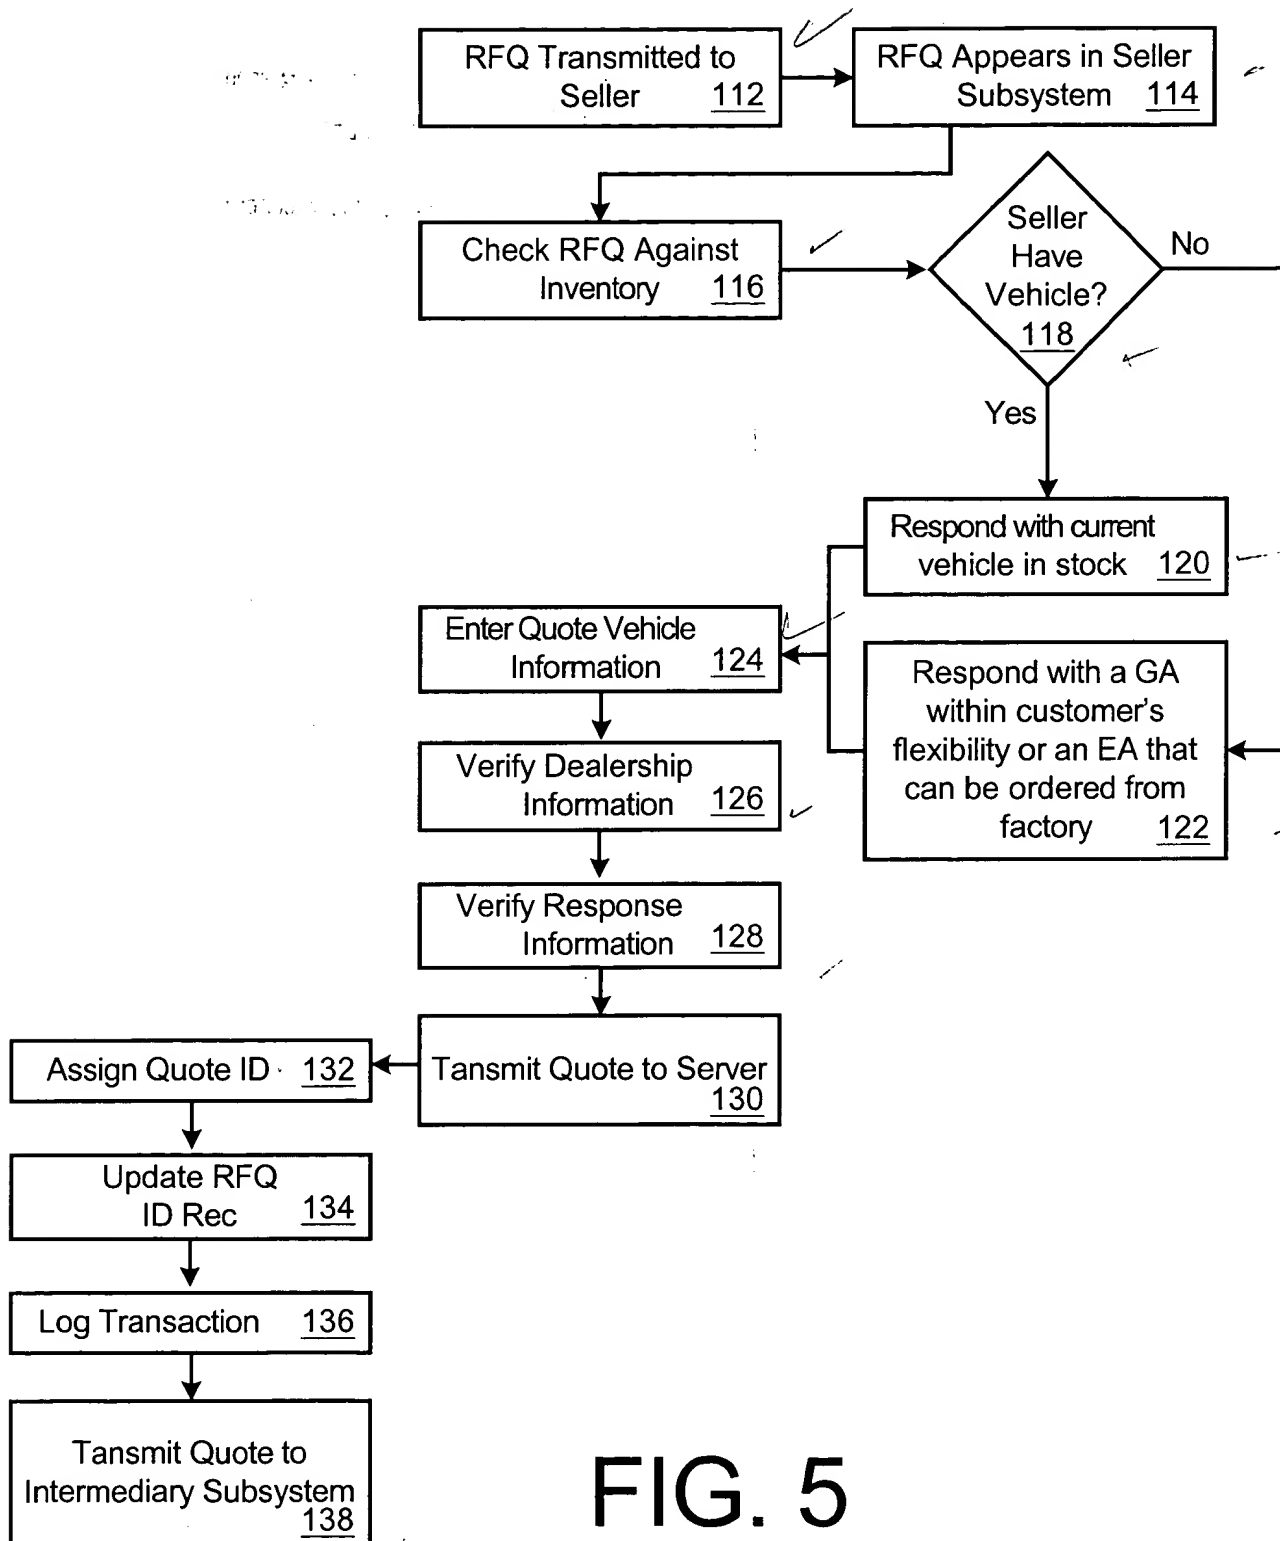 RFQ Transmitted to
Seller 112
RFQ Appears in Seller
Subsystem 114
Check RFQ Against
Inventory 116
Seller
Have
Vehicle?
118
No
Yes
Respond with current
vehicle in stock 120
Respond with a GA
within customer's
flexibility or an EA that
can be ordered from
factory 122
Enter Quote Vehicle
Information 124
Verify Dealership
Information 126
Verify Response
Information 128
Tansmit Quote to Server
130
Assign Quote ID 132
Update RFQ
ID Rec 134
Log Transaction 136
Tansmit Quote to
Intermediary Subsystem
138
FIG. 5